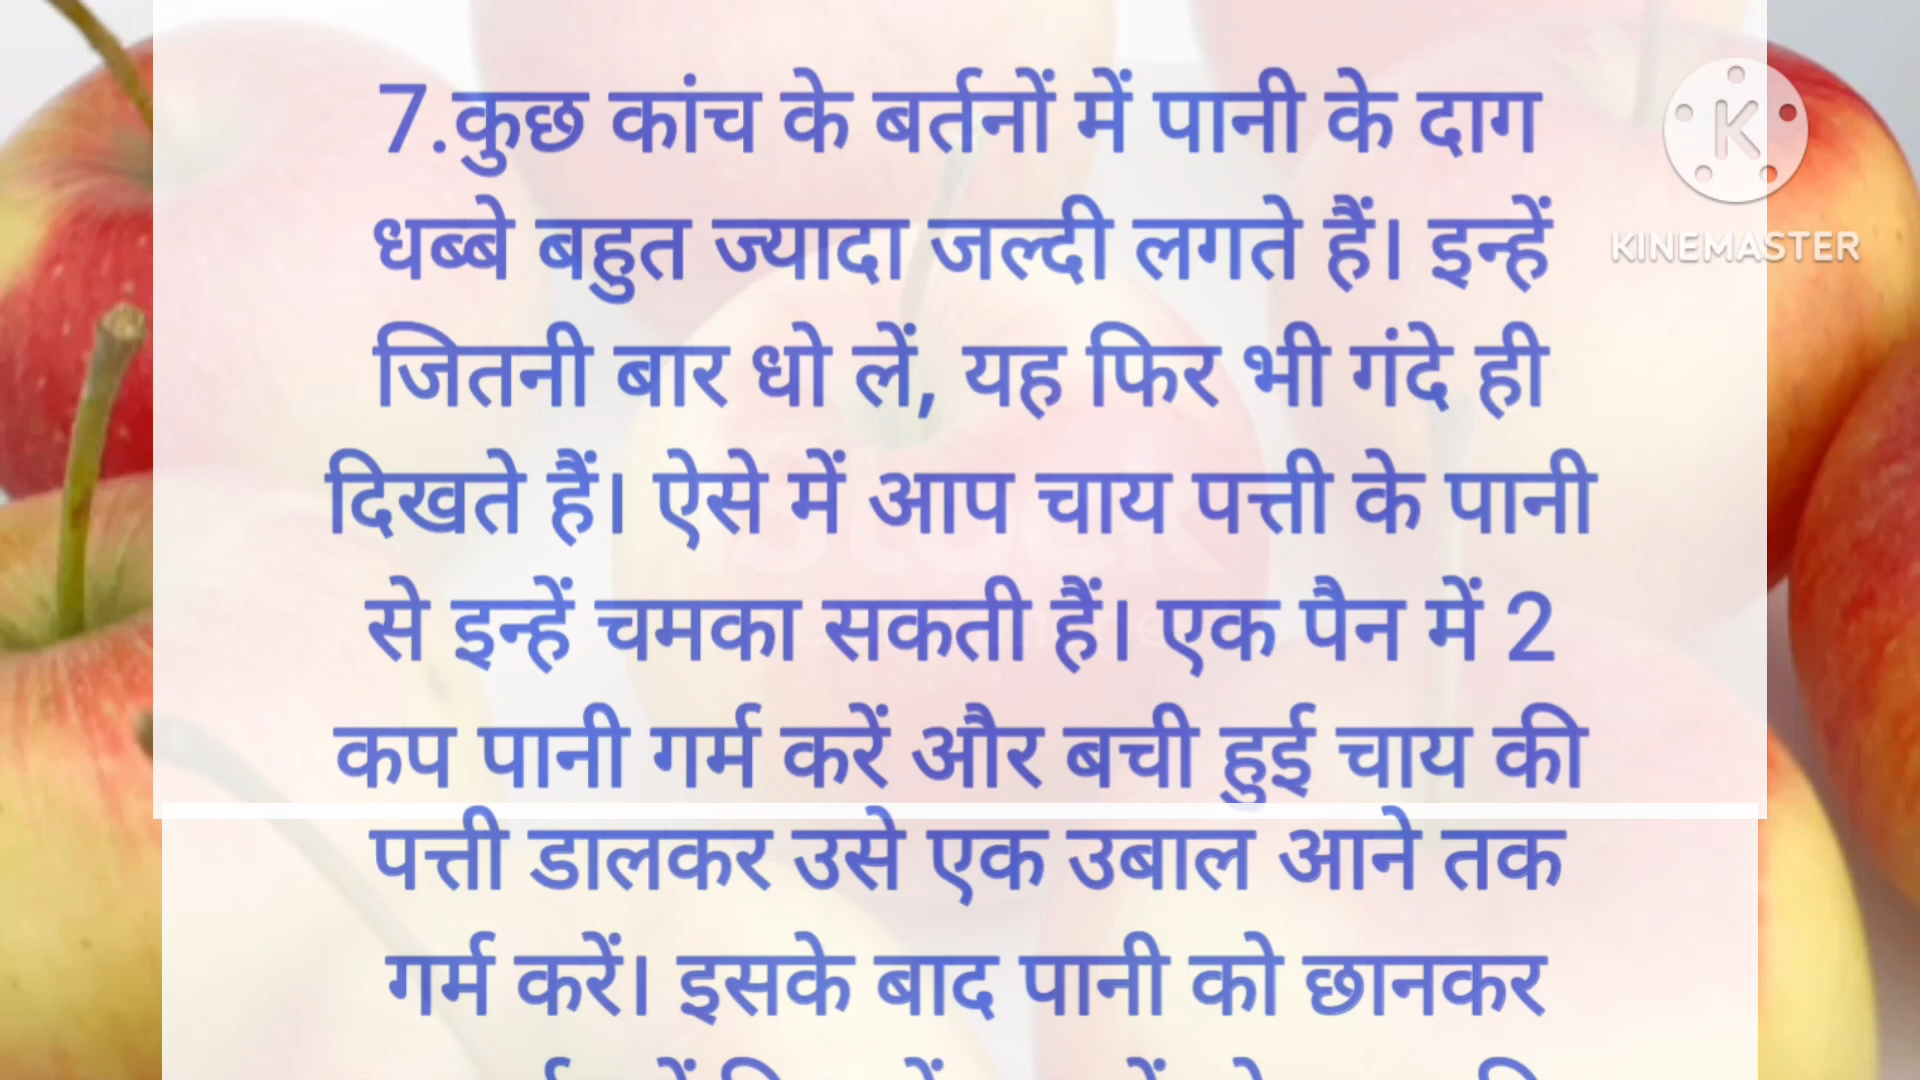 7.कुछ कांच के बर्तनों में पानी के दाग
धब्बे बहुत ज्यादा जल्दी लगते हैं। इन्हें
जितनी बार धो लें, यह फिर भी गंदे ही
दिखते हैं। ऐसे में आप चाय पत्ती के पानी
से इन्हें चमका सकती हैं। एक पैन में 2
कप पानी गर्म करें और बची हुई चाय की
पत्ती डालकर उसे एक उबाल आने तक
गर्म करें। इसके बाद पानी को छानकर
K
KINEMASTER